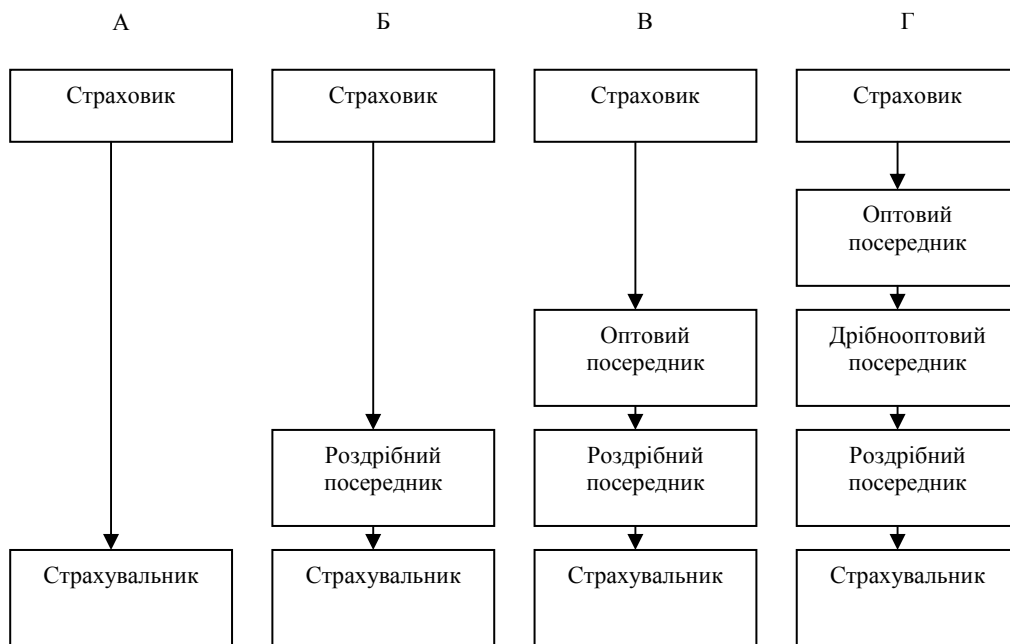 А Б В Г
Страховик Страховик Страховик Страховик
Оптовий
посередник
Оптовий Дрібнооптовий
посередник посередник
Роздрібний Роздрібний Роздрібний
посередник посередник посередник
Страхувальник Страхувальник Страхувальник Страхувальник